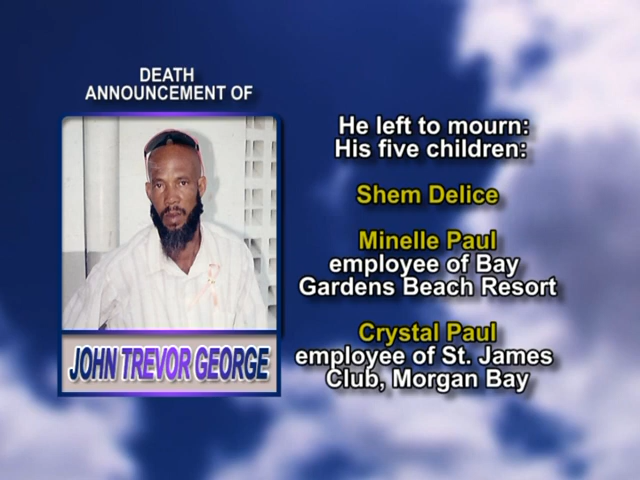 DEATH
ANNOUNCEMENT OF
JOHN TREVOR GEORGE
He left to mourn:
His five children:
Shem Delice
Minelle Paul
employee of Bay
Gardens Beach Resort
Crystal Paul
employee of St. James
Club, Morgan Bay